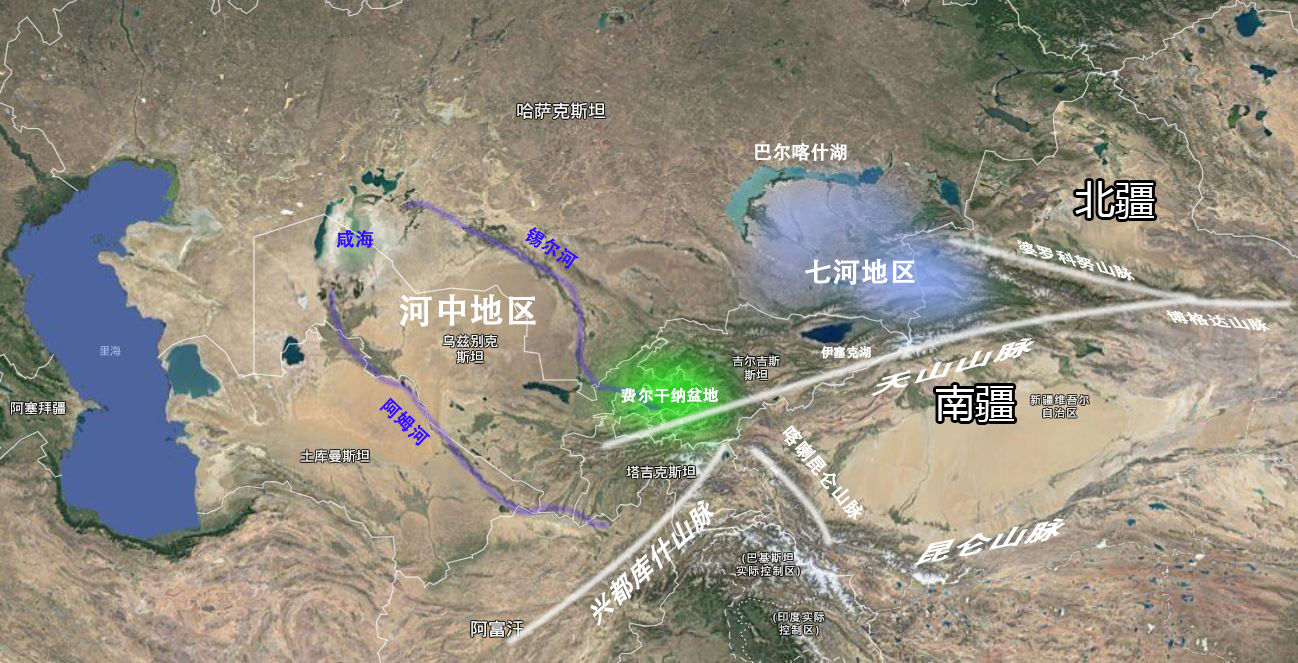 哈萨克斯坦
巴尔喀什湖
北疆
咸海
锡尔河
婆罗科努山脉
七河地区
河中地区
博格达山脉
乌兹别克
斯坦
里海
伊塞克湖
天山山脉
吉尔吉斯
斯坦
费尔干纳盆地
南疆
新疆维吾尔
自治区
阿塞拜疆
阿姆河
土库曼斯坦
塔吉克斯坦
喀喇昆仑山脉
昆仑山脉
兴都库什山脉
(巴基斯坦
实际控制区)
(印度实际
控制区)
阿富汗